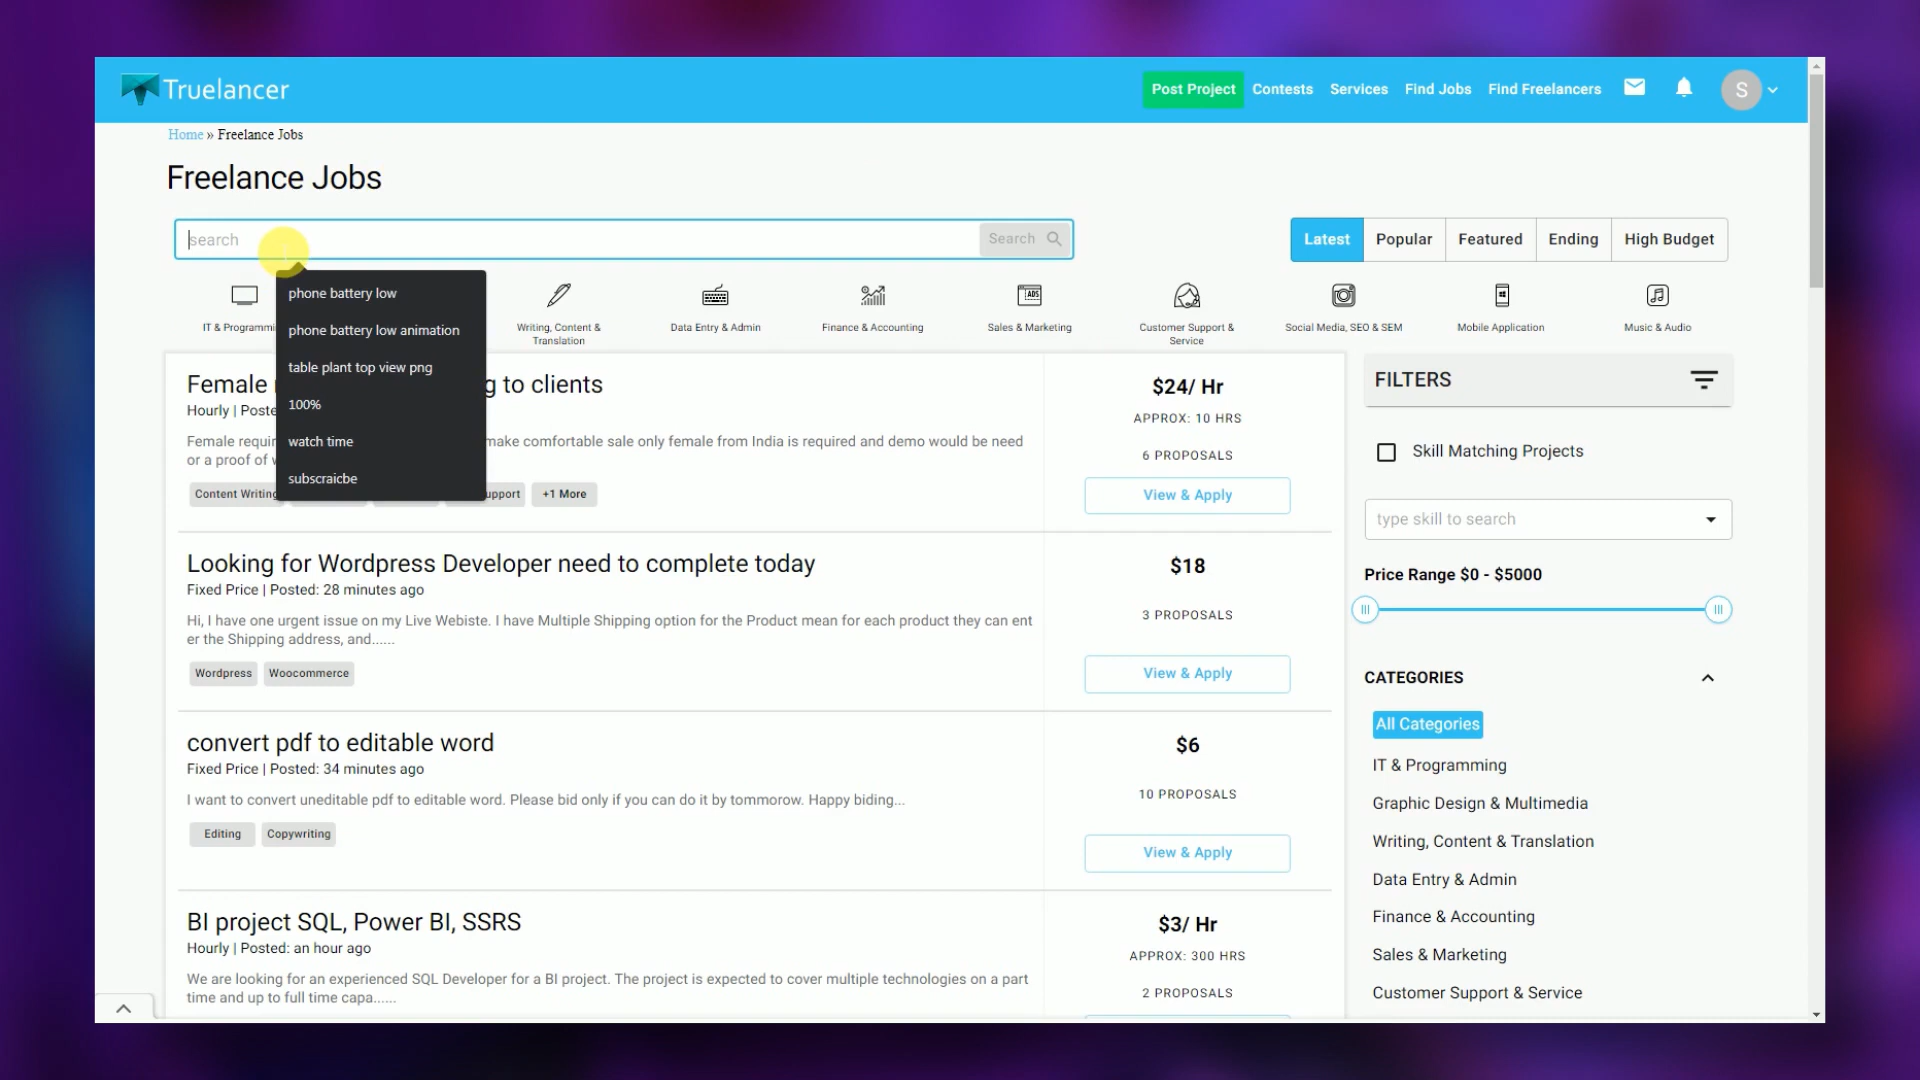 Truelancer
Post Project
Contests
Services
Find Jobs
Find Freelancers
S
Home » Freelance Jobs
Freelance Jobs
search
Search
Latest
Popular
Featured
Ending
High Budget
phone battery low
phone battery low animation
table plant top view png
100%
watch time
subscraicbe
IT & Programmi
Writing, Content &
Translation
Data Entry & Admin
Finance & Accounting
ADS
Sales & Marketing
Customer Support &
Service
Social Media, SEO & SEM
Mobile Application
Music & Audio
Female g to clients
Hourly | Poste
Female requir make comfortable sale only female from India is required and demo would be need
or a proof of
Content Writing upport +1 More
$24/ Hr
APPROX: 10 HRS
6 PROPOSALS
View & Apply
Looking for Wordpress Developer need to complete today
Fixed Price | Posted: 28 minutes ago
Hi, I have one urgent issue on my Live Webiste. I have Multiple Shipping option for the Product mean for each product they can ent
er the Shipping address, and......
Wordpress Woocommerce
$18
3 PROPOSALS
View & Apply
convert pdf to editable word
Fixed Price | Posted: 34 minutes ago
I want to convert uneditable pdf to editable word. Please bid only if you can do it by tommorow. Happy biding...
Editing Copywriting
$6
10 PROPOSALS
View & Apply
BI project SQL, Power BI, SSRS
Hourly | Posted: an hour ago
We are looking for an experienced SQL Developer for a BI project. The project is expected to cover multiple technologies on a part
time and up to full time capa......
$3/ Hr
APPROX: 300 HRS
2 PROPOSALS
FILTERS
Skill Matching Projects
type skill to search
Price Range $0 - $5000
CATEGORIES
All Categories
IT & Programming
Graphic Design & Multimedia
Writing, Content & Translation
Data Entry & Admin
Finance & Accounting
Sales & Marketing
Customer Support & Service